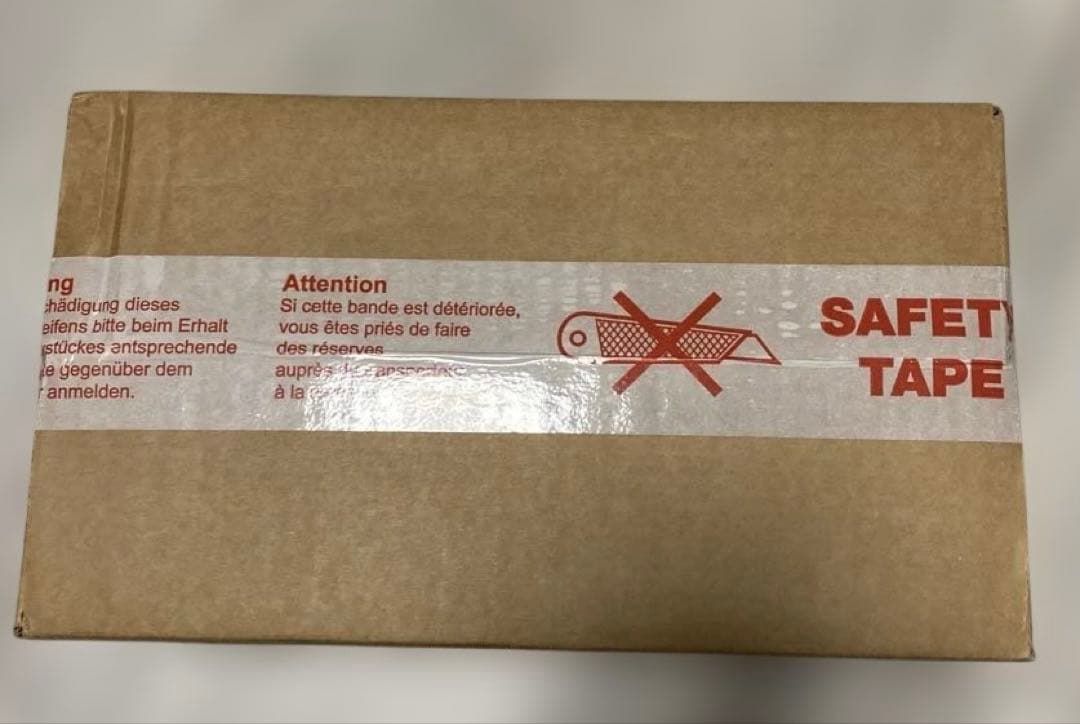 ng
chädigung dieses
eifens bitte beim Erhalt
stückes entsprechende
e gegenüber dem
anmelden.
Attention
Si cette bande est détériorée,
vous êtes priés de faire
des réserves
auprès
à la
SAFETY
TAPE